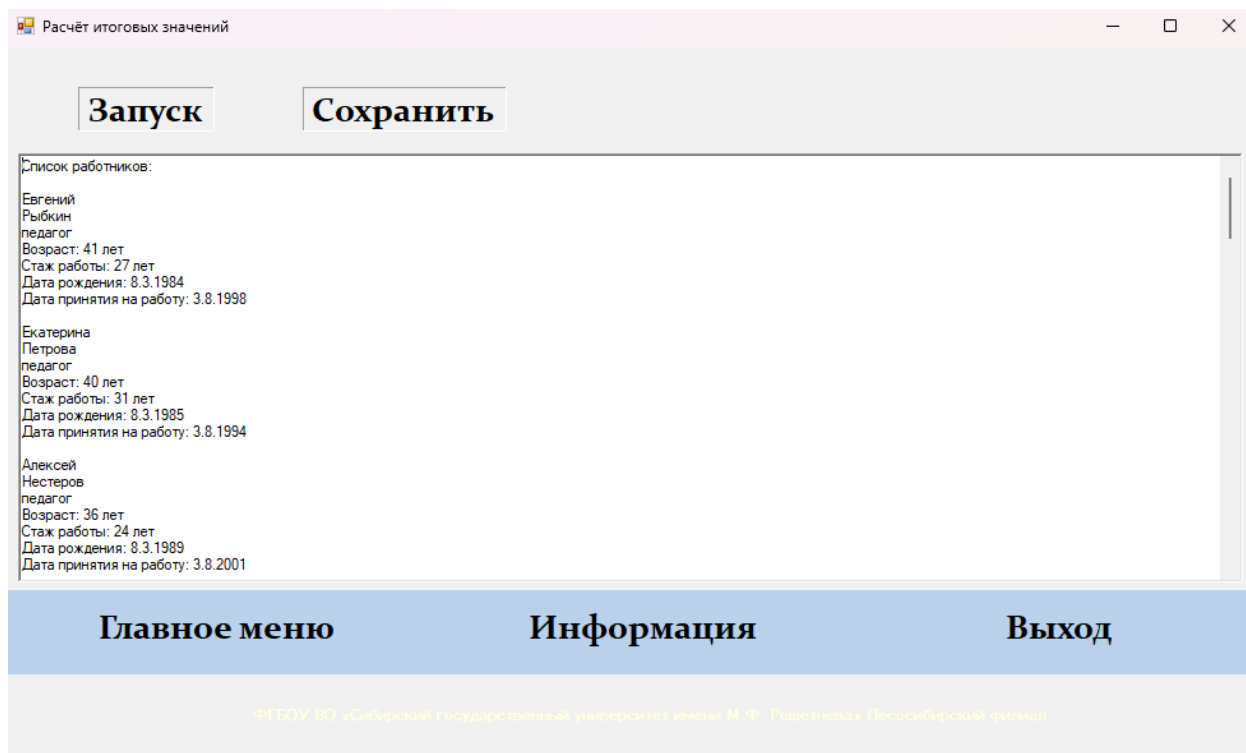 Расчёт итоговых значений
Запуск Сохранить
Список работников:
Евгений
Рыбкин
педагог
Возраст: 41 лет
Стаж работы: 27 лет
Дата рождения: 8.3.1984
Дата принятия на работу: 3.8.1998
Екатерина
Петрова
педагог
Возраст: 40 лет
Стаж работы: 31 лет
Дата рождения: 8.3.1985
Дата принятия на работу: 3.8.1994
Алексей
Нестеров
педагог
Возраст: 36 лет
Стаж работы: 24 лет
Дата рождения: 8.3.1989
Дата принятия на работу: 3.8.2001
Главное меню Информация Выход
ФГБОУ ВО «Сибирский государственный университет имени М.Ф. Решетнева» Лесосибирский филиал